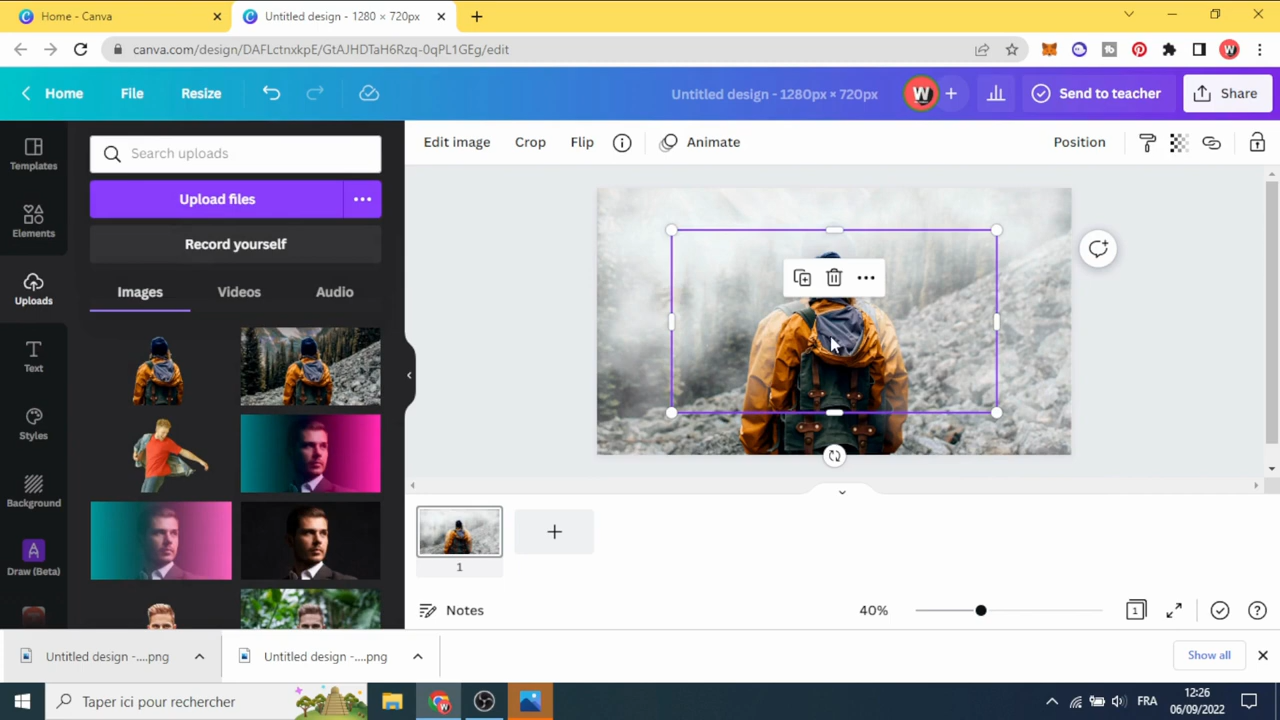 Home - Canva
Untitled design - 1280 × 720px
canva.com/design/DAFLctnxkpE/GtAJHDTaH6Rzq-0qPL1GEg/edit
Home
File
Resize
Untitled design - 1280px × 720px
W
Send to teacher
Share
Templates
Elements
Uploads
Text
Styles
Background
Draw (Beta)
Search uploads
Upload files
Record yourself
Images
Videos
Audio
Edit image
Crop
Flip
Animate
Position
1
Notes
40%
1
Untitled design -....png
Untitled design -....png
Show all
Taper ici pour rechercher
FRA
12:26
06/09/2022